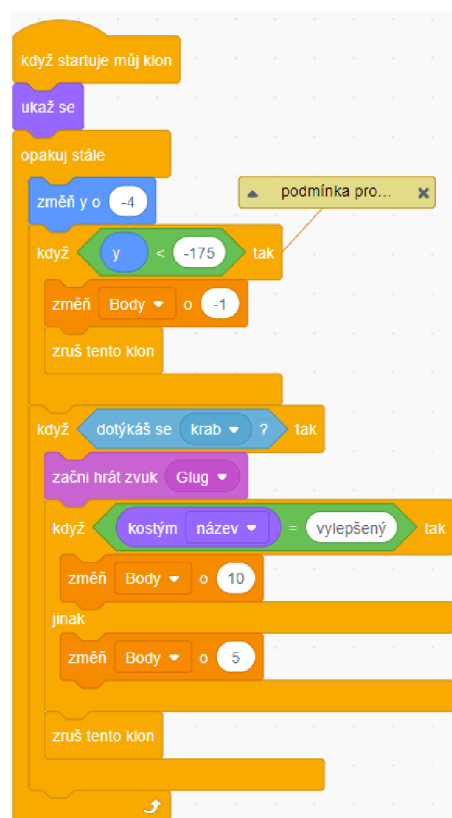 když startuje můj klon
ukaž se
opakuj stále
změň y o -4
podmínka pro...
když y < -175 tak
změň Body o -1
zruš tento klon
když dotýkáš se krab ? tak
začni hrát zvuk Glug
když kostým název = vylepšený tak
změň Body o 10
jinak
změň Body o 5
zruš tento klon